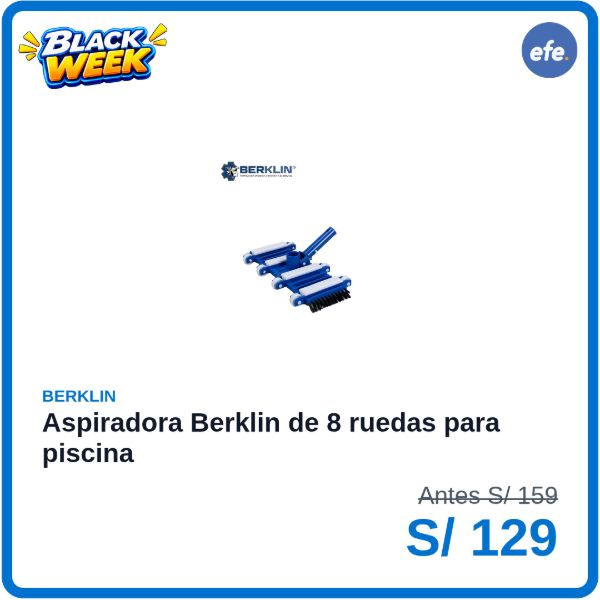 BLACK
WEEK
efe.
BERKLIN®
BERKLIN
Aspiradora Berklin de 8 ruedas para
piscina
Antes S/ 159
S/ 129